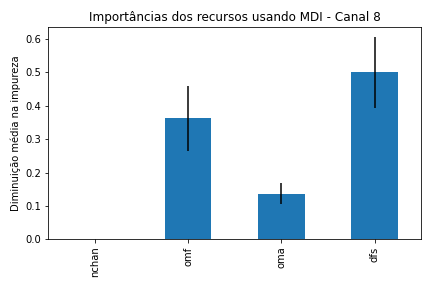 Importâncias dos recursos usando MDI - Canal 8
Diminuição média na impureza
0.6
0.5
0.4
0.3
0.2
0.1
0.0
nchan
omf
oma
dfs